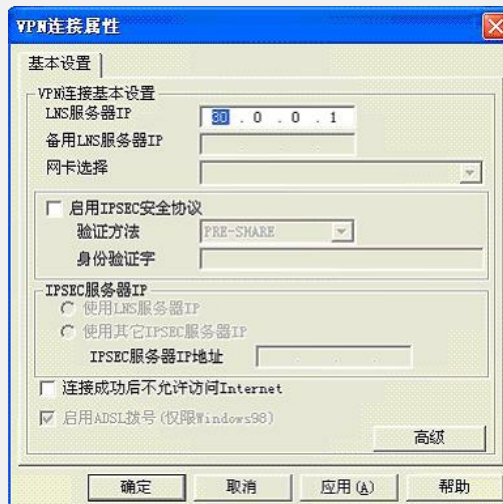 VPN连接属性
基本设置
VPN连接基本设置
LNS服务器IP 30 . 0 . 0 . 1
备用LNS服务器IP . . .
网卡选择
启用IPSEC安全协议
验证方法 PRE-SHARE
身份验证字
IPSEC服务器IP
使用LNS服务器IP
使用其它IPSEC服务器IP
IPSEC服务器IP地址 . . .
连接成功后不允许访问Internet
启用ADSL拨号(仅限Windows98)
高级
确定 取消 应用(A) 帮助